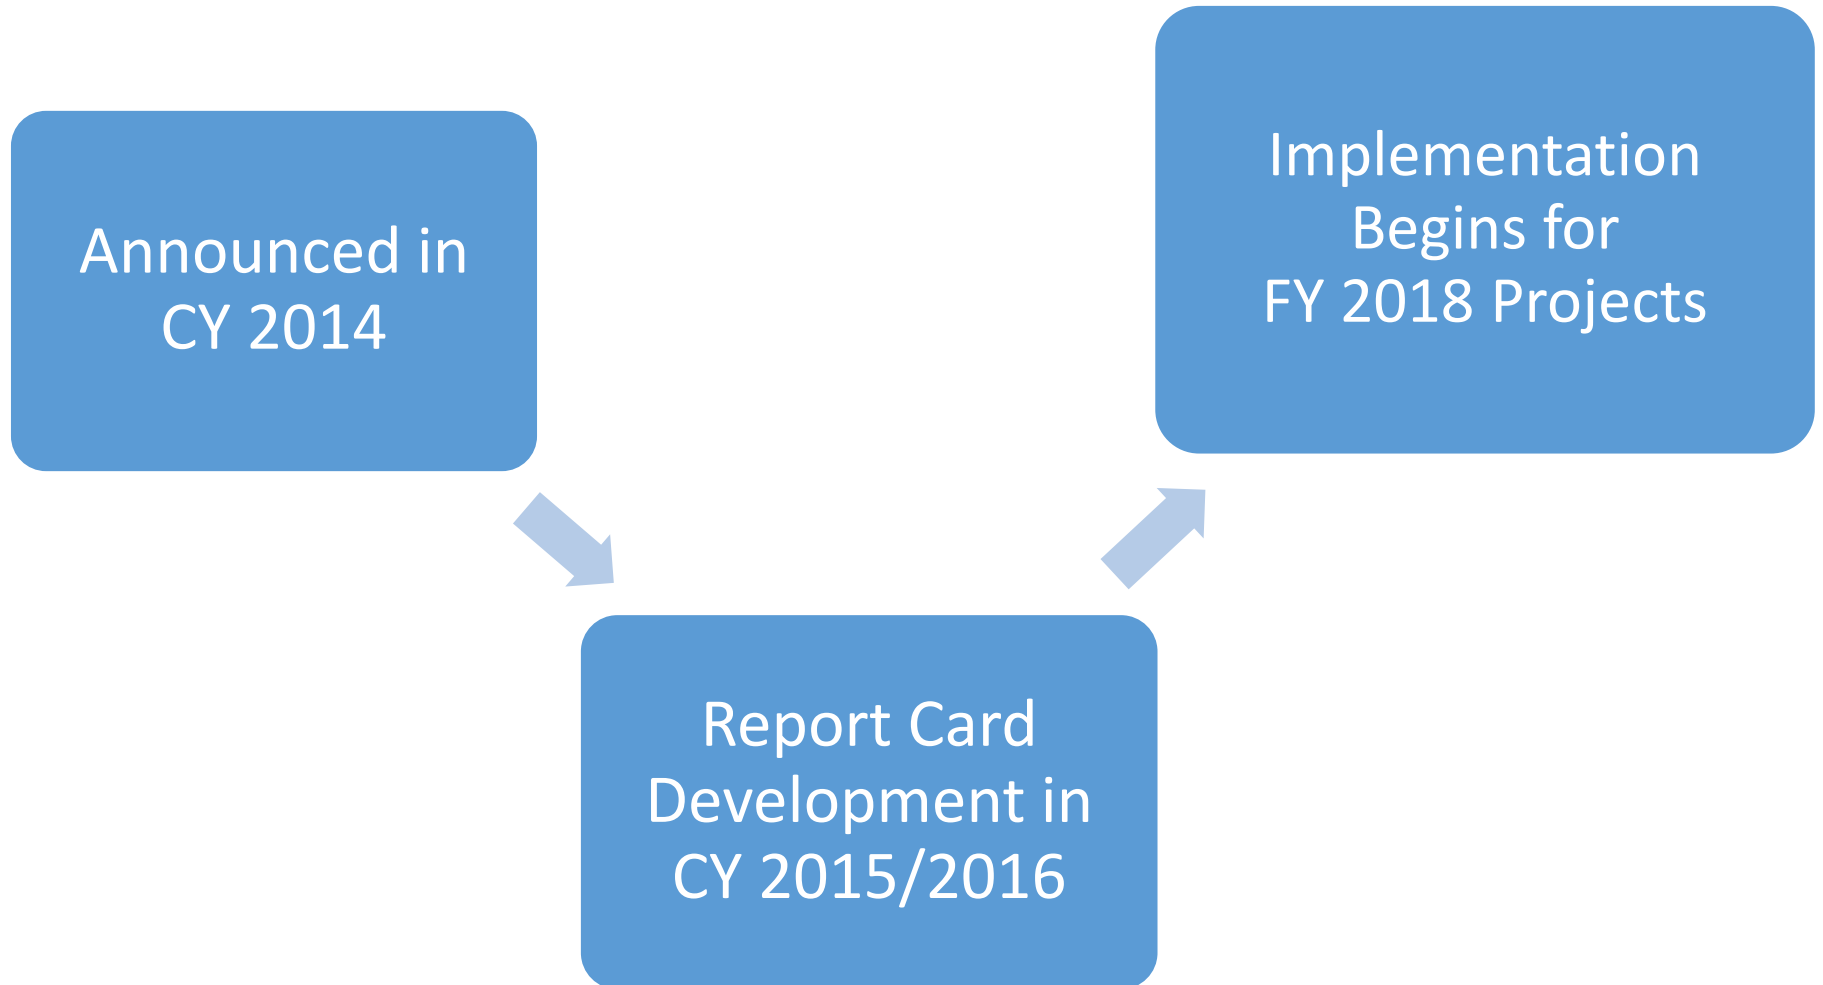 Announced in
CY 2014
Report Card
Development in
CY 2015/2016
Implementation
Begins for
FY 2018 Projects